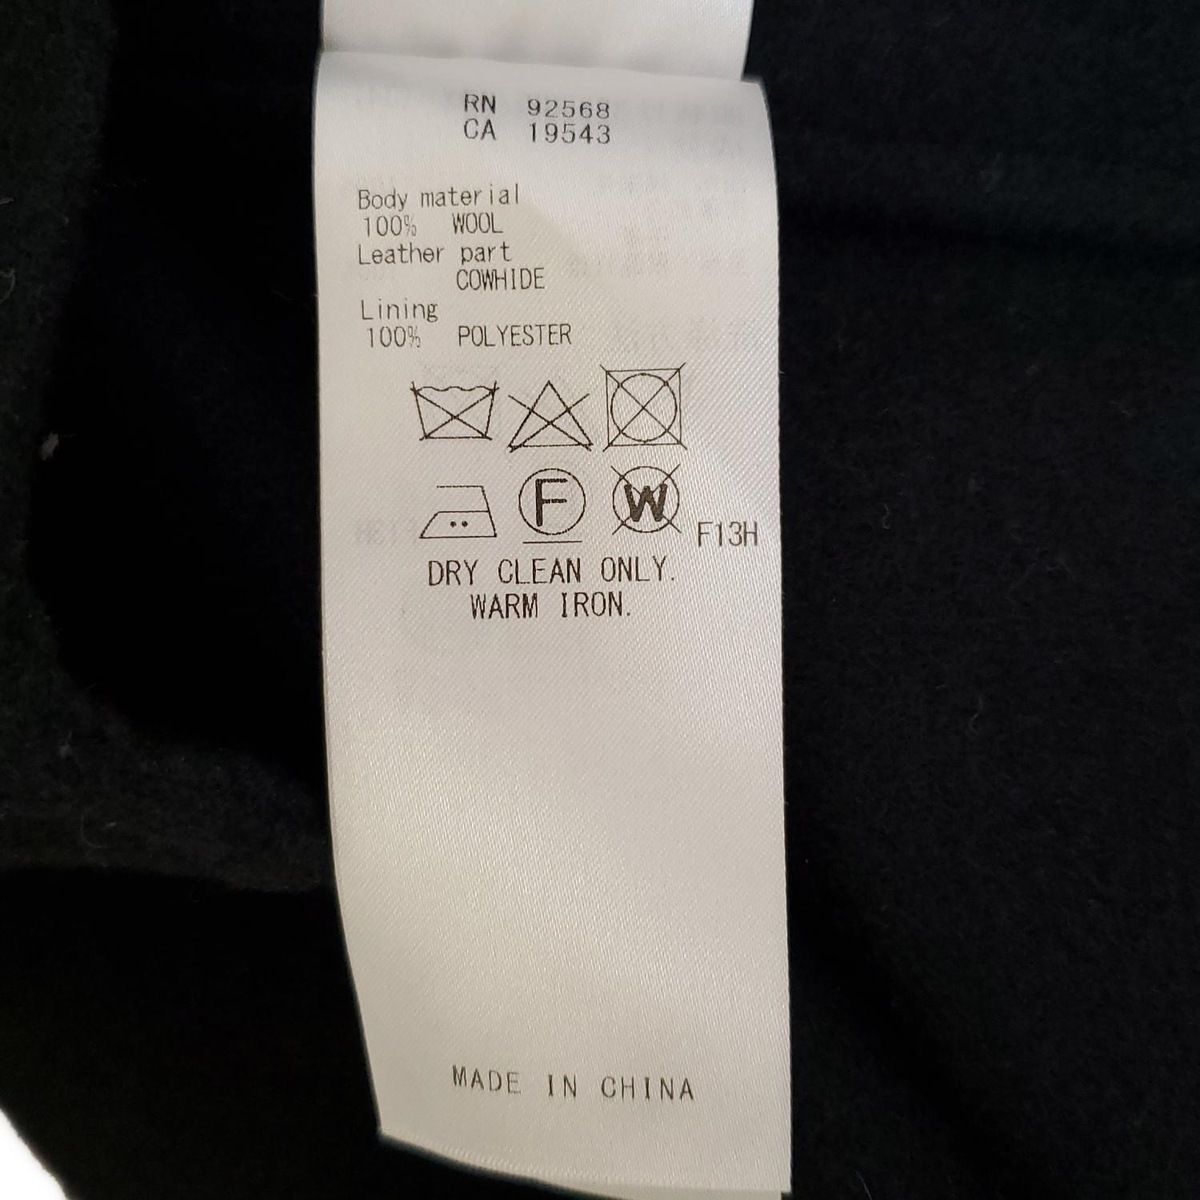 RN 92568
CA 19543
Body material
100% WOOL
Leather part
COWHIDE
Lining
100% POLYESTER
F W F13H
DRY CLEAN ONLY.
WARM IRON.
MADE IN CHINA